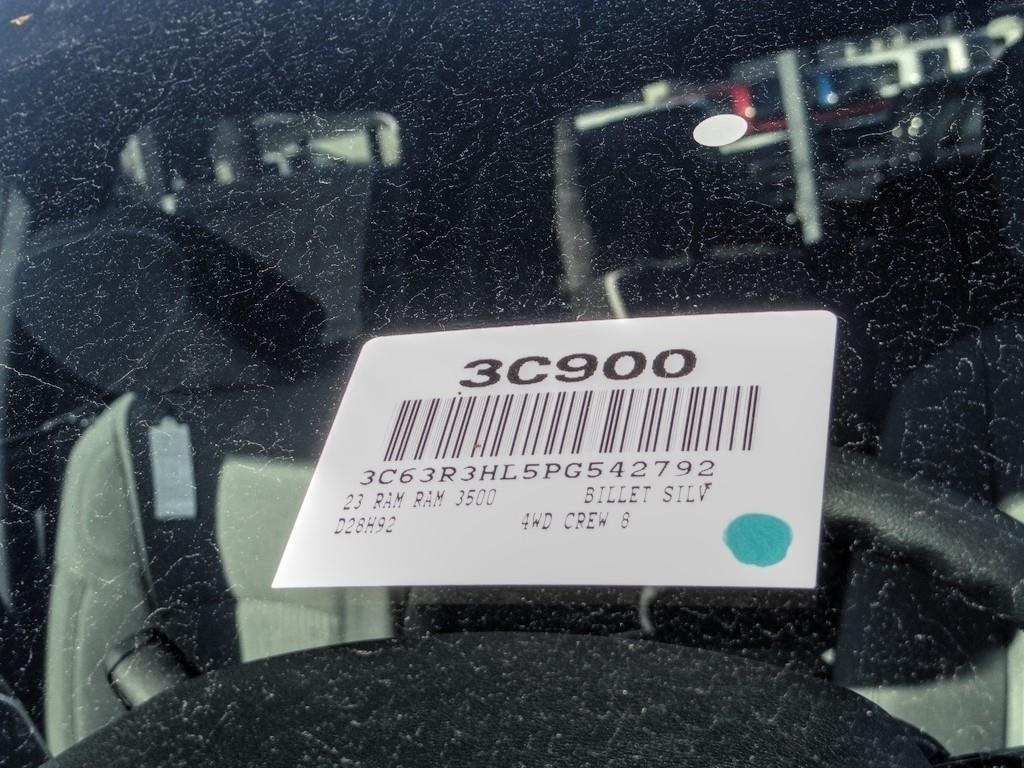 3C900
3C63R3HL5PG542792
23 RAM RAM 3500 BILLET SILV
D28H92 4WD CREW 8